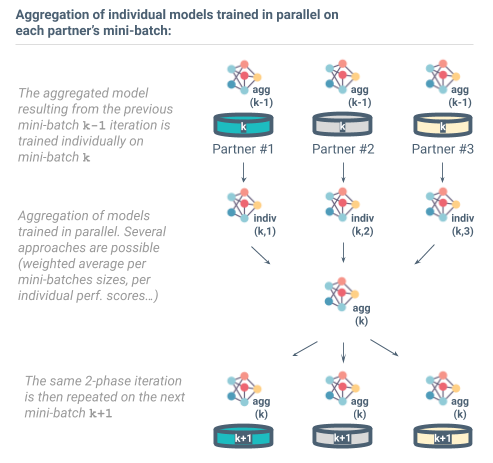 Aggregation of individual models trained in parallel on
each partner's mini-batch:
The aggregated model
resulting from the previous
mini-batch k-1 iteration is
trained individually on
mini-batch k
agg
(k-1)
agg
(k-1)
agg
(k-1)
k
k
k
Partner #1
Partner #2
Partner #3
Aggregation of models
trained in parallel. Several
approaches are possible
(weighted average per
mini-batches sizes, per
individual perf. scores…)
indiv
(k,1)
indiv
(k,2)
indiv
(k,3)
agg
(k)
The same 2-phase iteration
is then repeated on the next
mini-batch k+1
agg
(k)
agg
(k)
agg
(k)
k+1
k+1
k+1